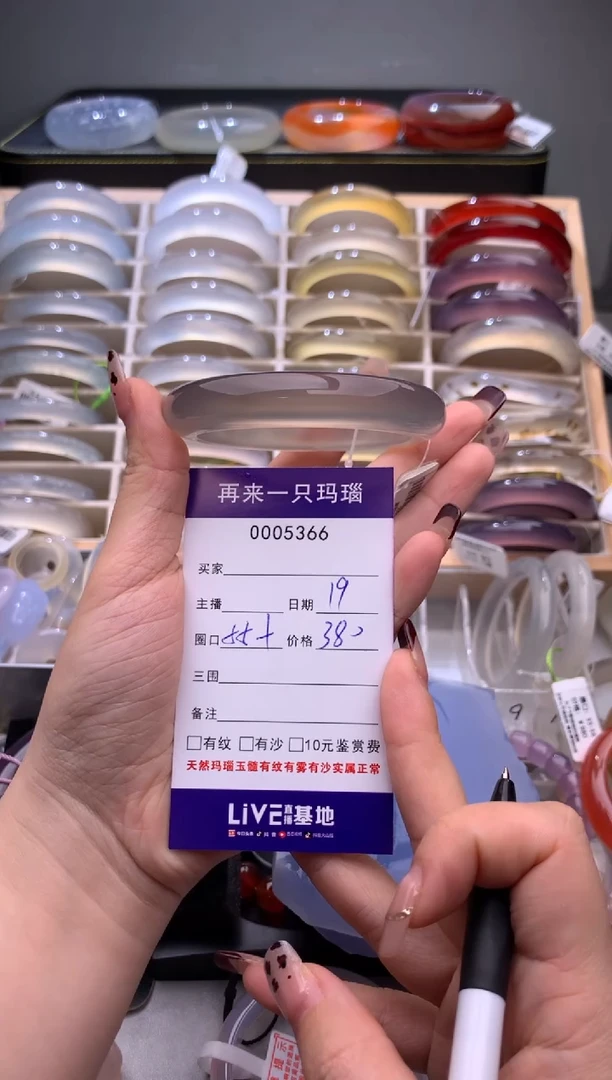 再来一只玛瑙
0005366
买家
主播 日期 19
圈口 55+ 价格 380
三围
备注
□有纹 □有沙 □10元鉴赏费
天然玛瑙玉髓有纹有雾有沙实属正常
LiVE直播基地